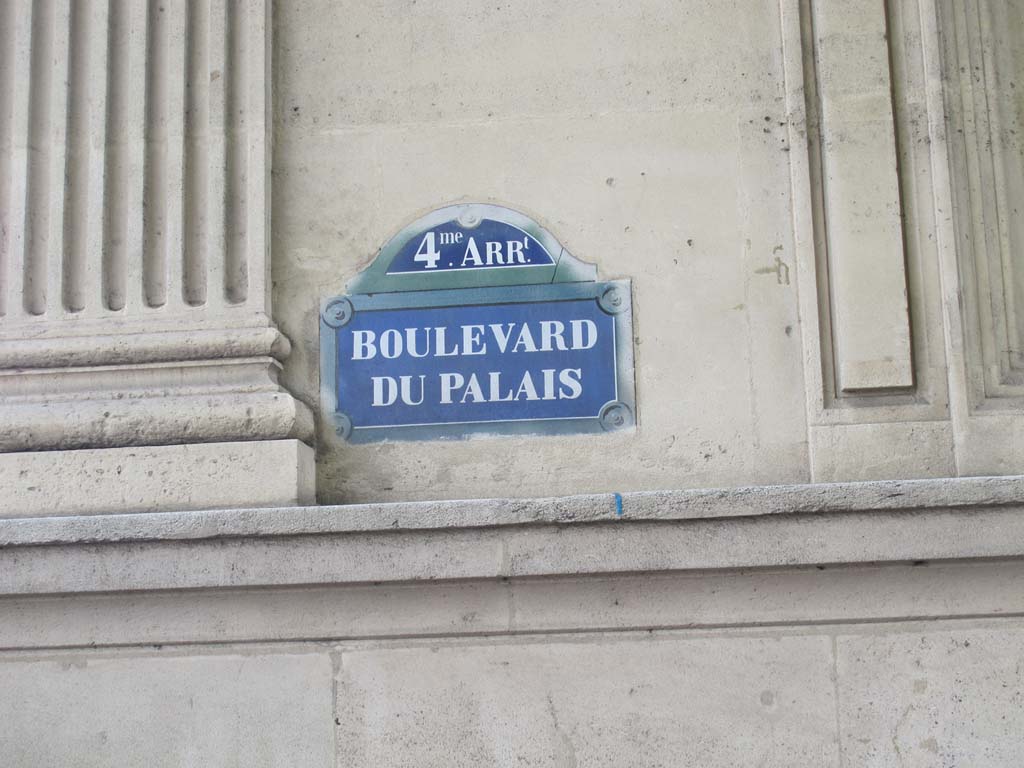 4me. ARRt.
BOULEVARD
DU PALAIS